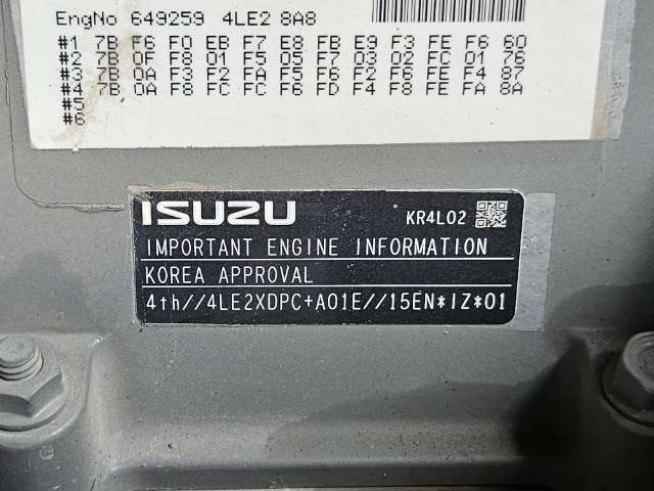 EngNo 649259 4LE2 8A8
#1 7B F6 F0 EB F7 E8 FB E9 F3 FE F6 60
#2 7B 0F F8 01 F5 05 F7 03 02 FC 01 76
#3 7B 0A F3 F2 FA F5 F6 F2 F6 FE F4 87
#4 7B 0A F8 FC FC F6 FD F4 F8 FE FA 8A
#5
#6
ISUZU KR4L02
IMPORTANT ENGINE INFORMATION
KOREA APPROVAL
4th//4LE2XDPC+A01E//15EN*IZ*01